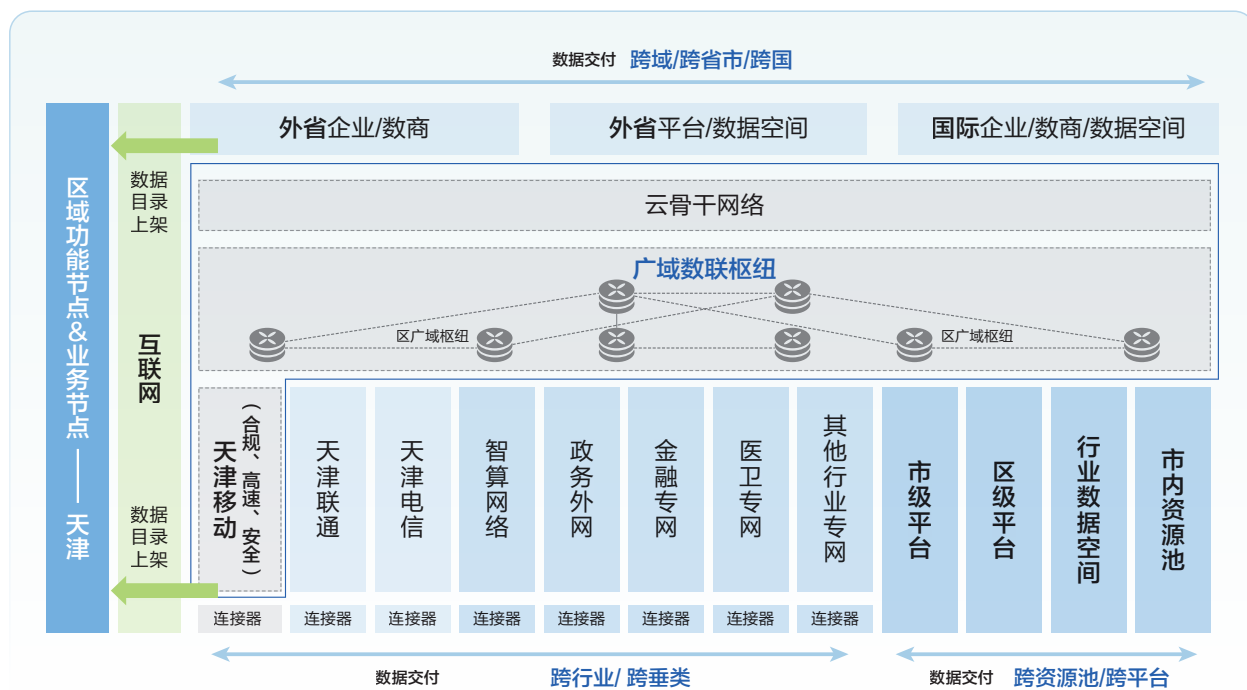 数据交付 跨域/跨省市/跨国
外省企业/数商
外省平台/数据空间
国际企业/数商/数据空间
区域功能节点&业务节点——天津
数据
目录
上架
互联网
数据
目录
上架
云骨干网络
广域数联枢纽
区广域枢纽
区广域枢纽
天津移动
(合规、高速、安全)
天津联通
天津电信
智算网络
政务外网
金融专网
医卫专网
其他行业专网
市级平台
区级平台
行业数据空间
市内资源池
连接器
连接器
连接器
连接器
连接器
连接器
连接器
连接器
数据交付 跨行业/ 跨垂类
数据交付 跨资源池/跨平台